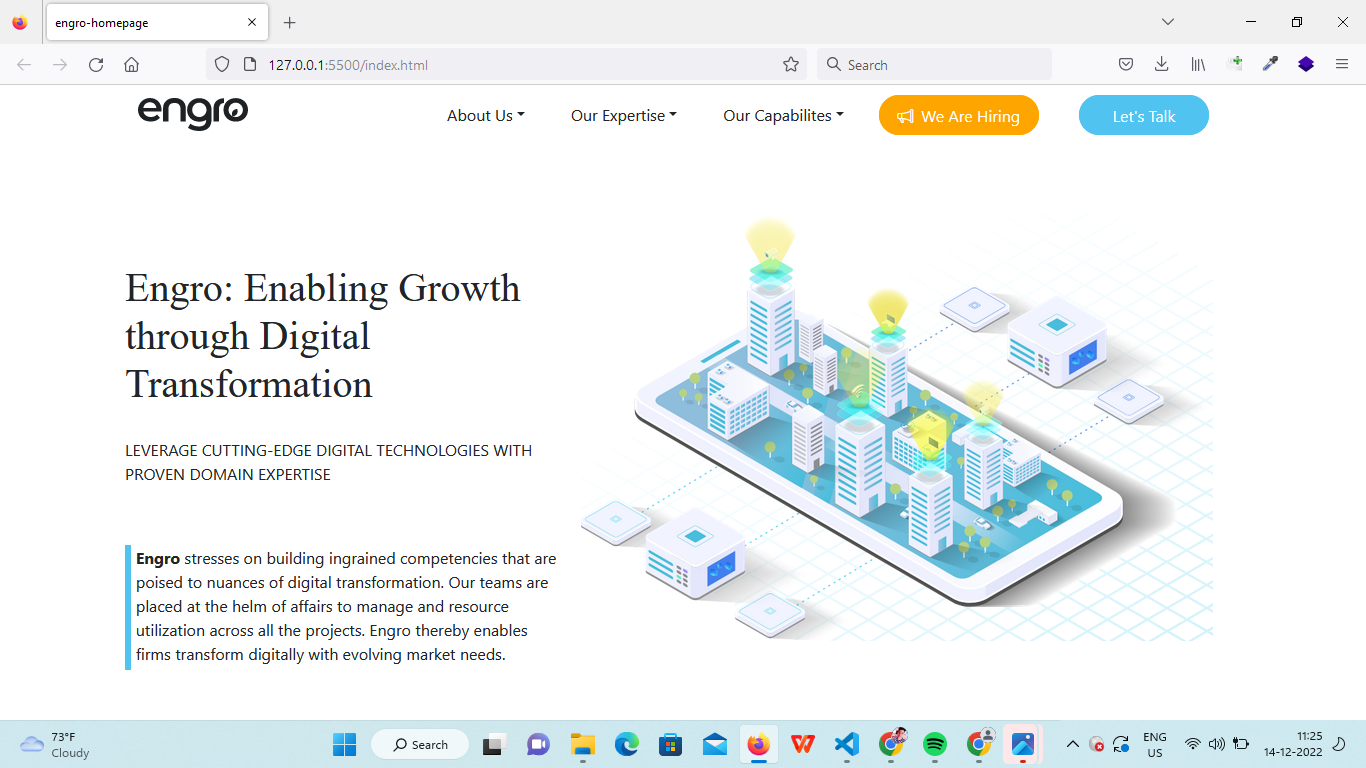 engro-homepage
127.0.0.1:5500/index.html
Search
engro
About Us
Our Expertise
Our Capabilites
We Are Hiring
Let's Talk
Engro: Enabling Growth
through Digital
Transformation
LEVERAGE CUTTING-EDGE DIGITAL TECHNOLOGIES WITH
PROVEN DOMAIN EXPERTISE
Engro stresses on building ingrained competencies that are
poised to nuances of digital transformation. Our teams are
placed at the helm of affairs to manage and resource
utilization across all the projects. Engro thereby enables
firms transform digitally with evolving market needs.
73°F
Cloudy
Search
ENG
US
11:25
14-12-2022